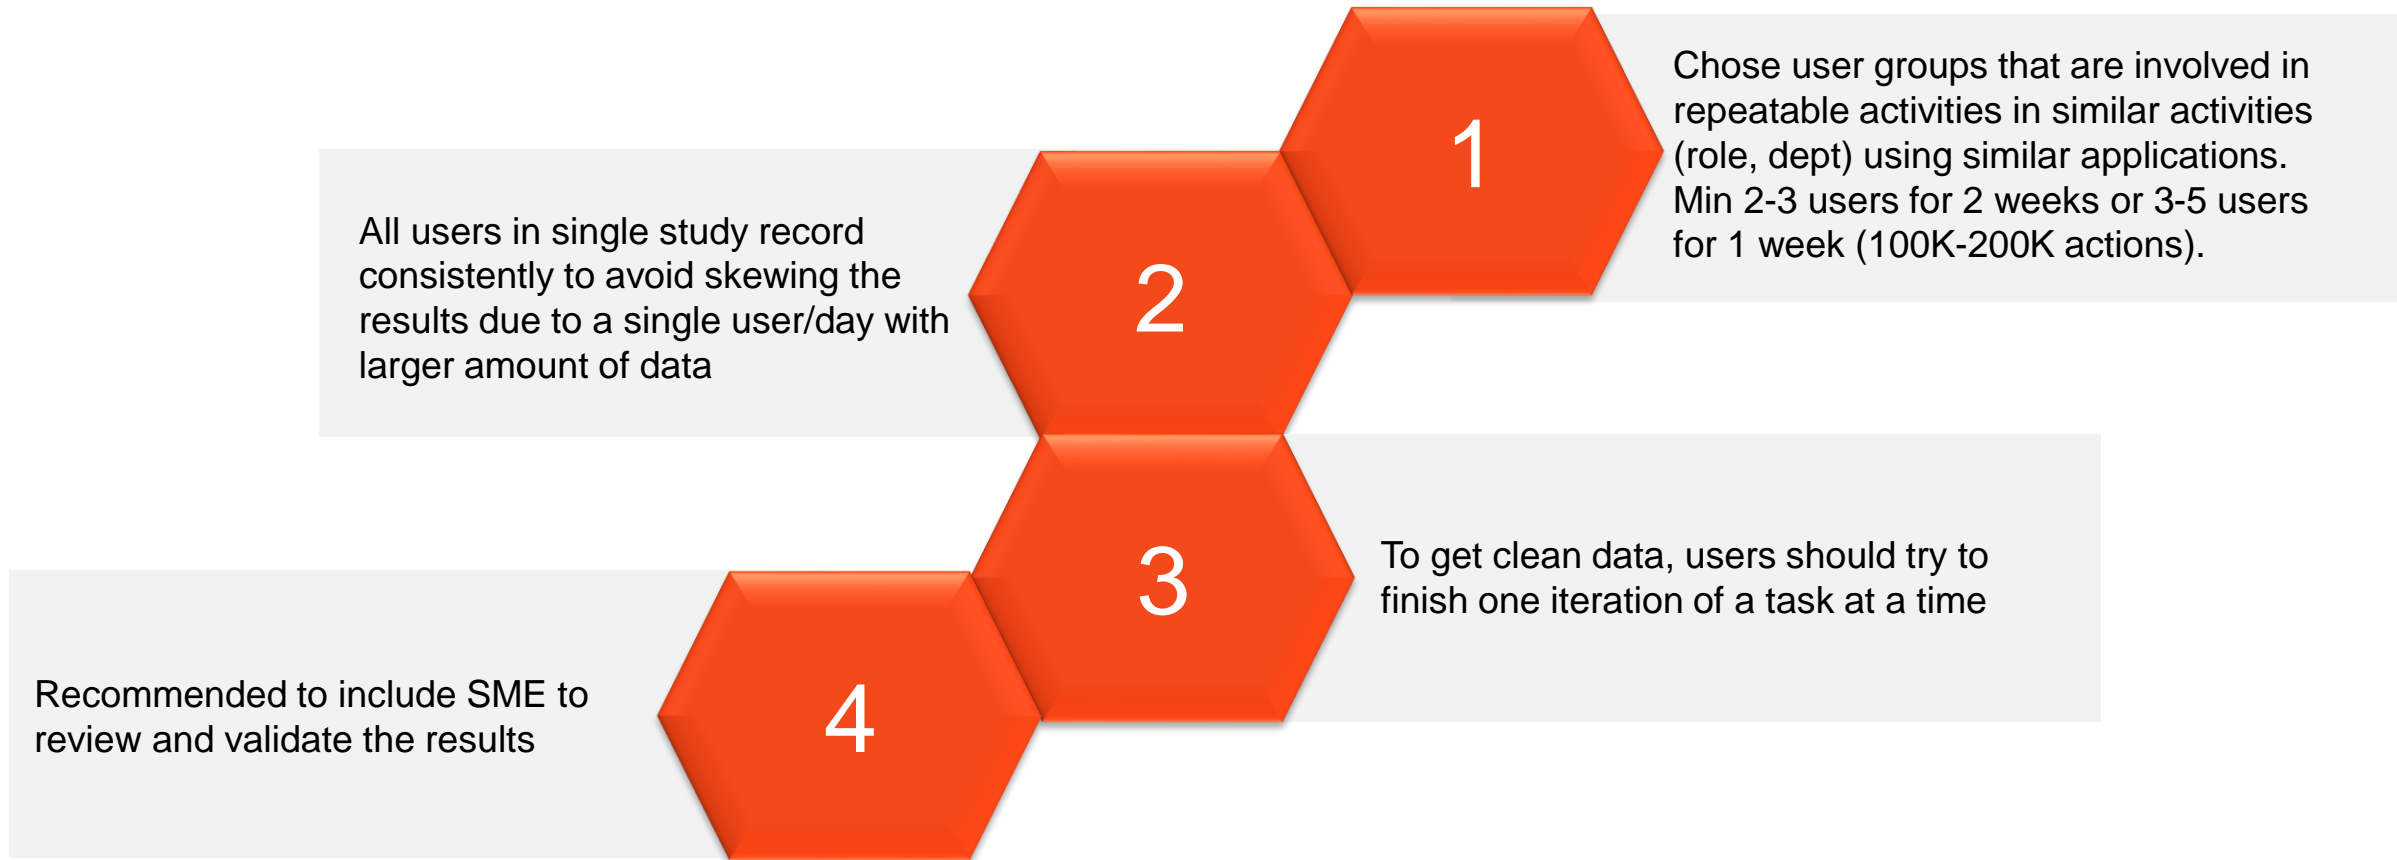 1
Chose user groups that are involved in
repeatable activities in similar activities
(role, dept) using similar applications.
Min 2-3 users for 2 weeks or 3-5 users
for 1 week (100K-200K actions).
2
All users in single study record
consistently to avoid skewing the
results due to a single user/day with
larger amount of data
3
To get clean data, users should try to
finish one iteration of a task at a time
4
Recommended to include SME to
review and validate the results